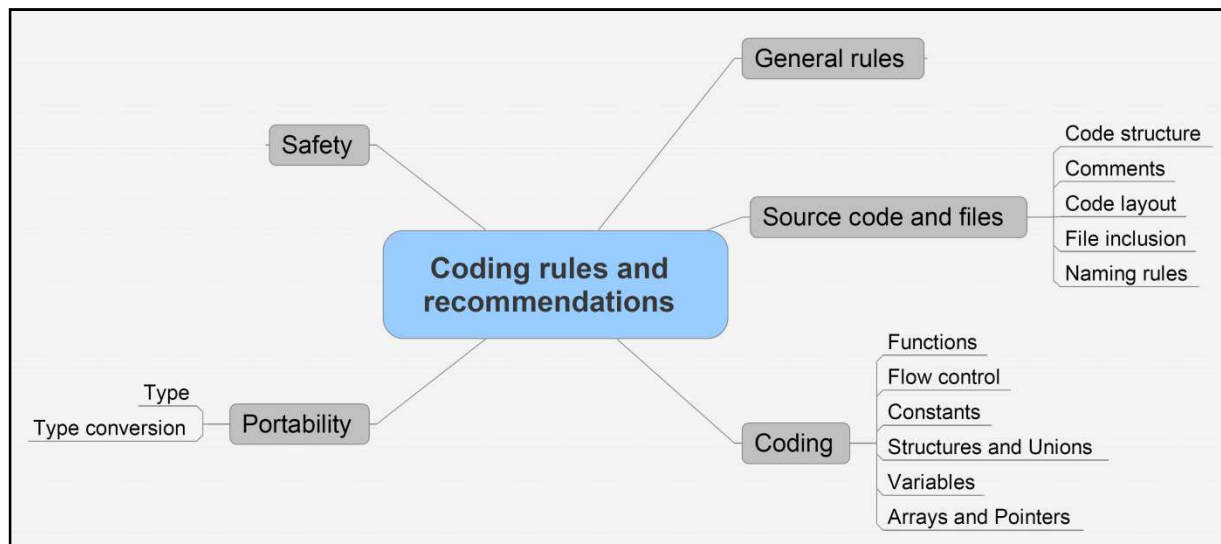 General rules
Safety
Code structure
Comments
Source code and files
Code layout
File inclusion
Naming rules
Coding rules and
recommendations
Functions
Flow control
Constants
Type
Type conversion
Portability
Coding
Structures and Unions
Variables
Arrays and Pointers